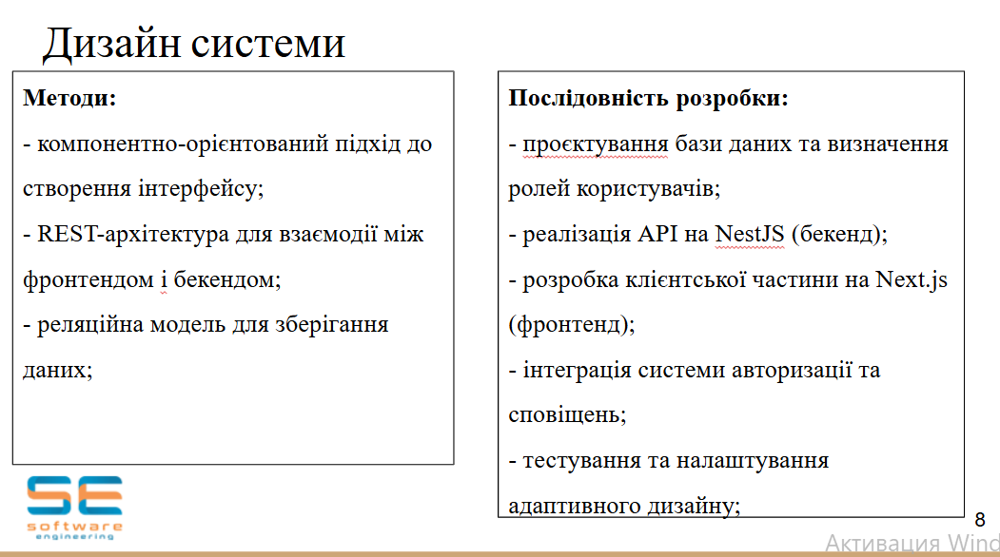 Дизайн системи
Методи:
- компонентно-орієнтований підхід до
створення інтерфейсу;
- REST-архітектура для взаємодії між
фронтендом і бекендом;
- реляційна модель для зберігання
даних;
Послідовність розробки:
- проєктування бази даних та визначення
ролей користувачів;
- реалізація API на NestJS (бекенд);
- розробка клієнтської частини на Next.js
(фронтенд);
- інтеграція системи авторизації та
сповіщень;
- тестування та налаштування
адаптивного дизайну;
SE
software
engineering
8
Активация Wind